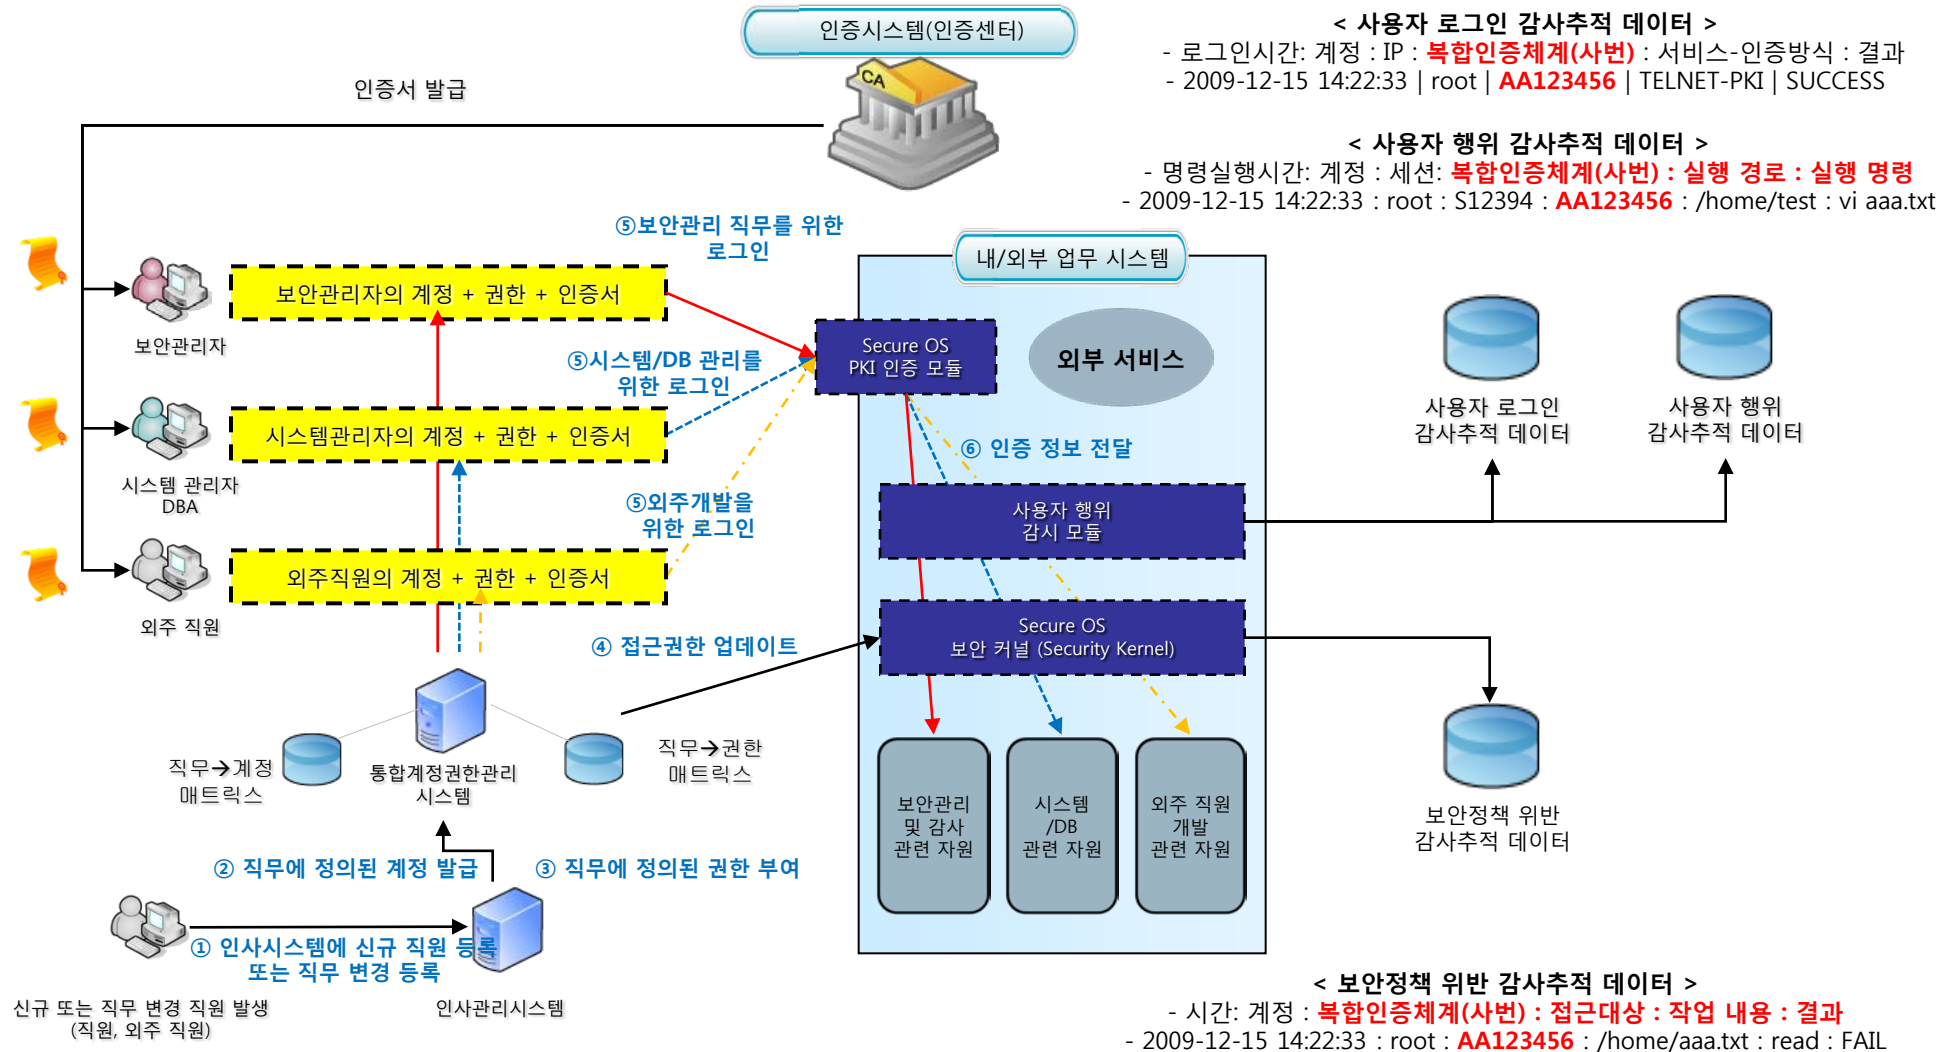 인증시스템(인증센터)
CA
인증서 발급
< 사용자 로그인 감사추적 데이터 >
- 로그인시간: 계정 : IP : 복합인증체계(사번) : 서비스-인증방식 : 결과
- 2009-12-15 14:22:33 | root | AA123456 | TELNET-PKI | SUCCESS
< 사용자 행위 감사추적 데이터 >
- 명령실행시간: 계정 : 세션: 복합인증체계(사번) : 실행 경로 : 실행 명령
- 2009-12-15 14:22:33 : root : S12394 : AA123456 : /home/test : vi aaa.txt
⑤보안관리 직무를 위한
로그인
내/외부 업무 시스템
보안관리자의 계정 + 권한 + 인증서
보안관리자
⑤시스템/DB 관리를
위한 로그인
Secure OS
PKI 인증 모듈
외부 서비스
사용자 로그인
감사추적 데이터
사용자 행위
감사추적 데이터
시스템관리자의 계정 + 권한 + 인증서
⑥ 인증 정보 전달
시스템 관리자
DBA
⑤외주개발을
위한 로그인
사용자 행위
감시 모듈
외주직원의 계정 + 권한 + 인증서
외주 직원
④ 접근권한 업데이트
Secure OS
보안 커널 (Security Kernel)
직무→계정
매트릭스
통합계정권한관리
시스템
직무→권한
매트릭스
보안관리
및 감사
관련 자원
시스템
/DB
관련 자원
외주 직원
개발
관련 자원
보안정책 위반
감사추적 데이터
② 직무에 정의된 계정 발급
③ 직무에 정의된 권한 부여
① 인사시스템에 신규 직원 등록
또는 직무 변경 등록
신규 또는 직무 변경 직원 발생
(직원, 외주 직원)
인사관리시스템
< 보안정책 위반 감사추적 데이터 >
- 시간: 계정 : 복합인증체계(사번) : 접근대상 : 작업 내용 : 결과
- 2009-12-15 14:22:33 : root : AA123456 : /home/aaa.txt : read : FAIL